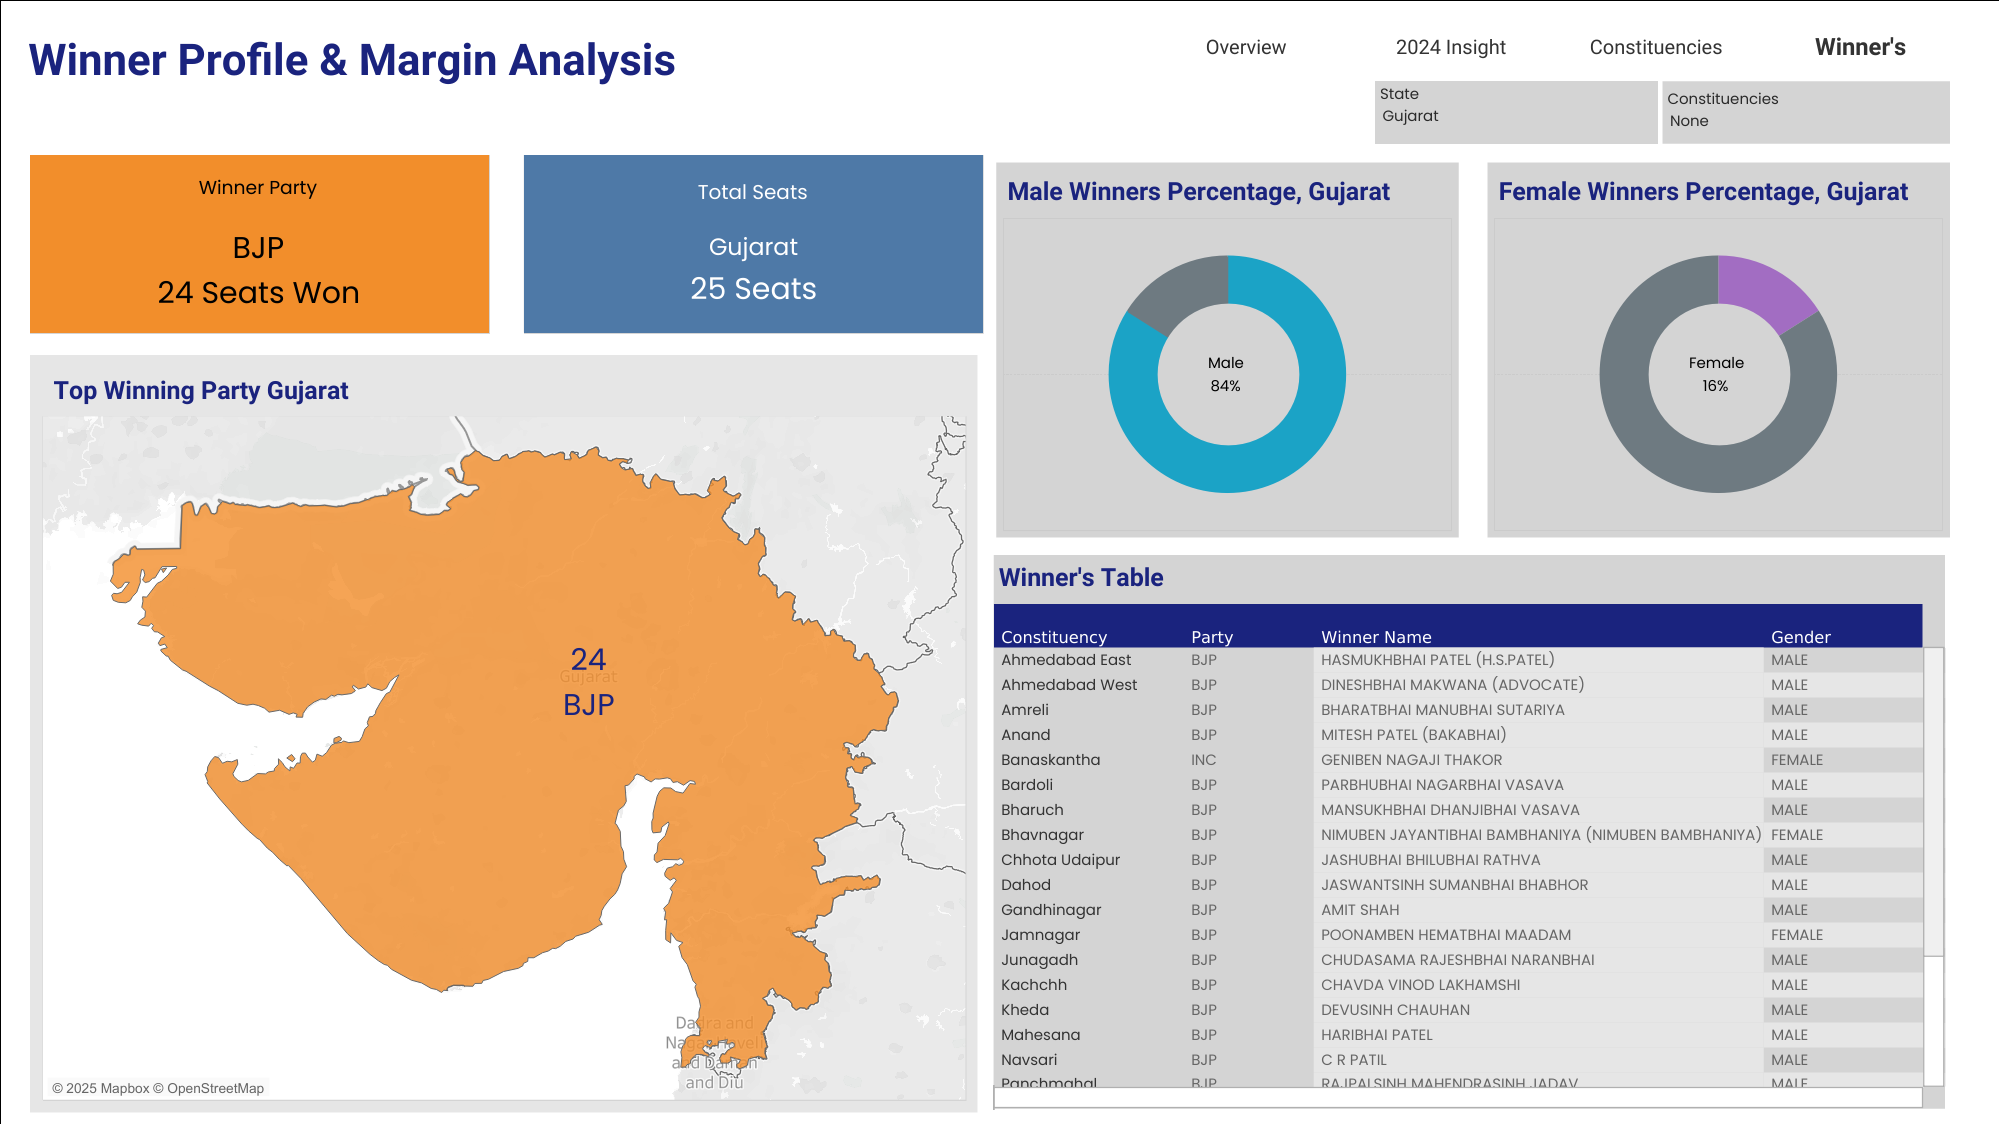 Winner Profile & Margin Analysis
Overview
2024 Insight
Constituencies
Winner's
State
Gujarat
Constituencies
None
Winner Party
BJP
24 Seats Won
Total Seats
Gujarat
25 Seats
Male Winners Percentage, Gujarat
Male
84%
Female Winners Percentage, Gujarat
Female
16%
Top Winning Party Gujarat
24
Gujarat
BJP
Dadra and
Nagar Haveli
and Daman
and Diu
© 2025 Mapbox © OpenStreetMap
Winner's Table
Constituency Party Winner Name Gender
Ahmedabad East BJP HASMUKHBHAI PATEL (H.S.PATEL) MALE
Ahmedabad West BJP DINESHBHAI MAKWANA (ADVOCATE) MALE
Amreli BJP BHARATBHAI MANUBHAI SUTARIYA MALE
Anand BJP MITESH PATEL (BAKABHAI) MALE
Banaskantha INC GENIBEN NAGAJI THAKOR FEMALE
Bardoli BJP PARBHUBHAI NAGARBHAI VASAVA MALE
Bharuch BJP MANSUKHBHAI DHANJIBHAI VASAVA MALE
Bhavnagar BJP NIMUBEN JAYANTIBHAI BAMBHANIYA (NIMUBEN BAMBHANIYA) FEMALE
Chhota Udaipur BJP JASHUBHAI BHILUBHAI RATHVA MALE
Dahod BJP JASWANTSINH SUMANBHAI BHABHOR MALE
Gandhinagar BJP AMIT SHAH MALE
Jamnagar BJP POONAMBEN HEMATBHAI MAADAM FEMALE
Junagadh BJP CHUDASAMA RAJESHBHAI NARANBHAI MALE
Kachchh BJP CHAVDA VINOD LAKHAMSHI MALE
Kheda BJP DEVUSINH CHAUHAN MALE
Mahesana BJP HARIBHAI PATEL MALE
Navsari BJP C R PATIL MALE
Panchmahal BJP RAJPALSINH MAHENDRASINH JADAV MALE